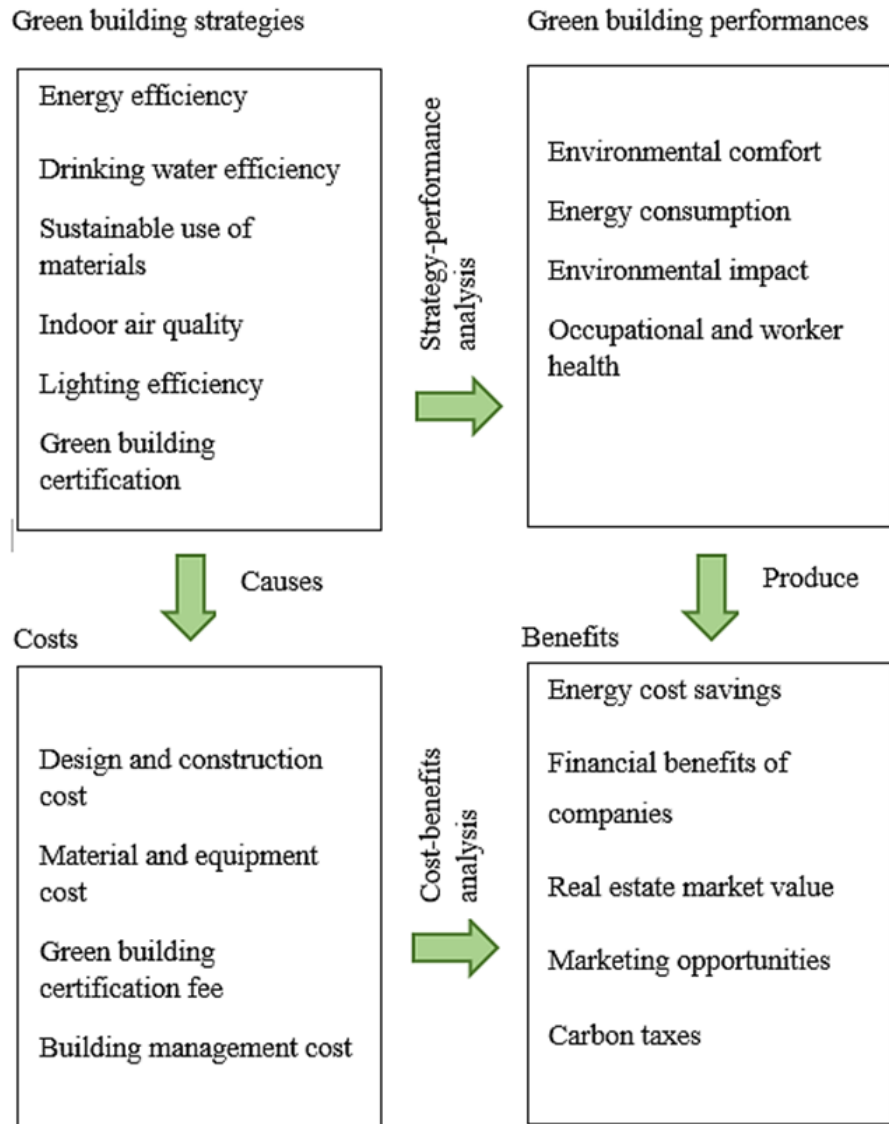 Green building strategies
Energy efficiency
Drinking water efficiency
Sustainable use of
materials
Indoor air quality
Lighting efficiency
Green building
certification
Strategy-performance
analysis
Green building performances
Environmental comfort
Energy consumption
Environmental impact
Occupational and worker
health
Causes
Produce
Costs
Design and construction
cost
Material and equipment
cost
Green building
certification fee
Building management cost
Cost-benefits
analysis
Benefits
Energy cost savings
Financial benefits of
companies
Real estate market value
Marketing opportunities
Carbon taxes